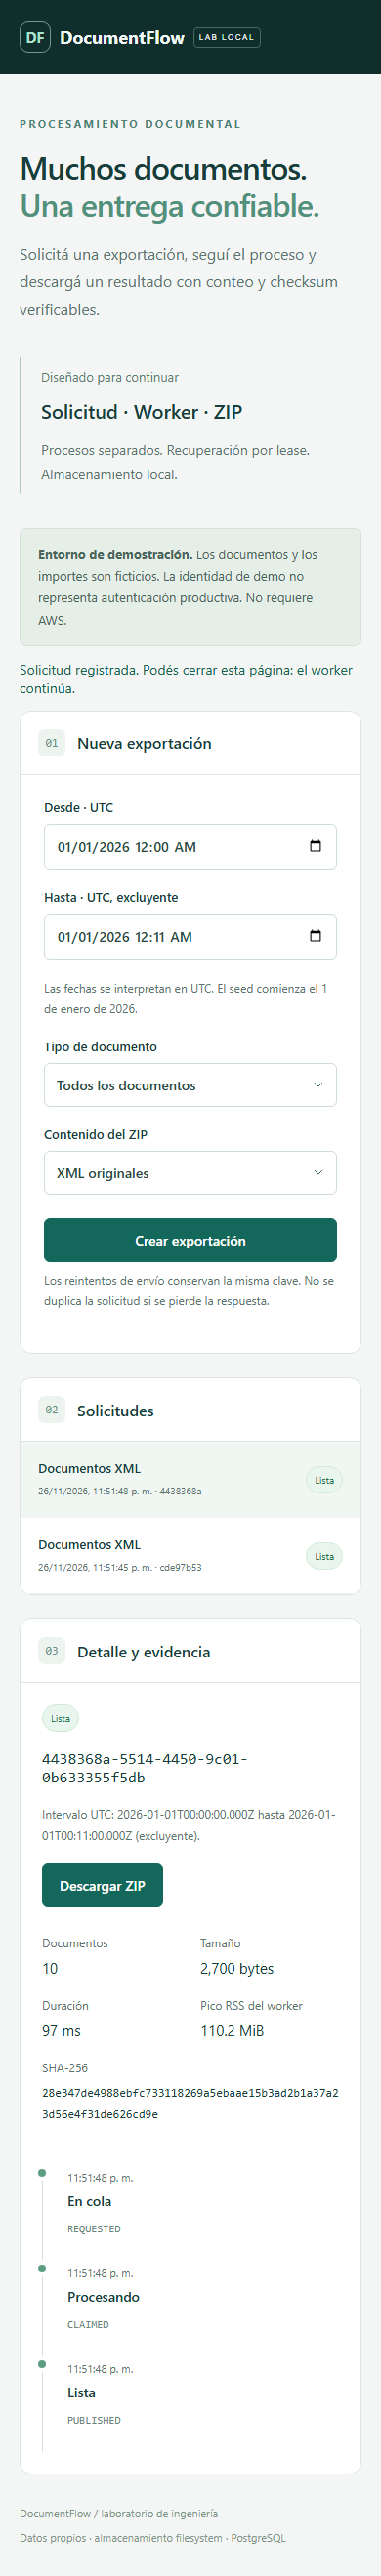 DF DocumentFlow LAB LOCAL
PROCESAMIENTO DOCUMENTAL
Muchos documentos.
Una entrega confiable.
Solicitá una exportación, seguí el proceso y
descargá un resultado con conteo y checksum
verificables.
Diseñado para continuar
Solicitud · Worker · ZIP
Procesos separados. Recuperación por lease.
Almacenamiento local.
Entorno de demostración. Los documentos y los
importes son ficticios. La identidad de demo no
representa autenticación productiva. No requiere
AWS.
Solicitud registrada. Podés cerrar esta página: el worker
continúa.
01 Nueva exportación
Desde · UTC
01/01/2026 12:00 AM
Hasta · UTC, excluyente
01/01/2026 12:11 AM
Las fechas se interpretan en UTC. El seed comienza el 1
de enero de 2026.
Tipo de documento
Todos los documentos
Contenido del ZIP
XML originales
Crear exportación
Los reintentos de envío conservan la misma clave. No se
duplica la solicitud si se pierde la respuesta.
02 Solicitudes
Documentos XML
26/11/2026, 11:51:48 p. m. · 4438368a
Lista
Documentos XML
26/11/2026, 11:51:45 p. m. · cde97b53
Lista
03 Detalle y evidencia
Lista
4438368a-5514-4450-9c01-
0b633355f5db
Intervalo UTC: 2026-01-01T00:00:00.000Z hasta 2026-01-
01T00:11:00.000Z (excluyente).
Descargar ZIP
Documentos
10
Tamaño
2,700 bytes
Duración
97 ms
Pico RSS del worker
110.2 MiB
SHA-256
28e347de4988ebfc733118269a5ebaae15b3ad2b1a37a2
3d56e4f31de626cd9e
11:51:48 p. m.
En cola
REQUESTED
11:51:48 p. m.
Procesando
CLAIMED
11:51:48 p. m.
Lista
PUBLISHED
DocumentFlow / laboratorio de ingeniería
Datos propios · almacenamiento filesystem · PostgreSQL